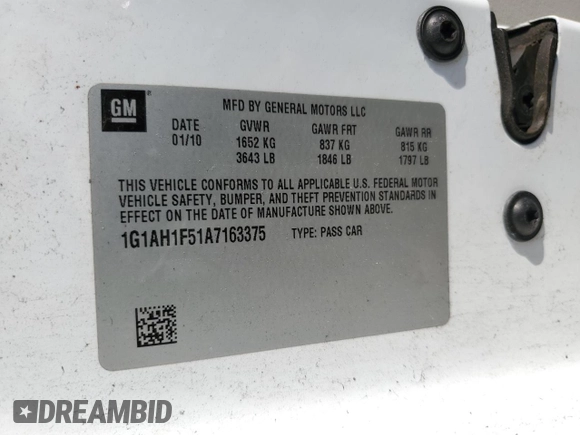 GM
MFD BY GENERAL MOTORS LLC
DATE GVWR GAWR FRT GAWR RR
01/10 1652 KG 837 KG 815 KG
3643 LB 1846 LB 1797 LB
THIS VEHICLE CONFORMS TO ALL APPLICABLE U.S. FEDERAL MOTOR
VEHICLE SAFETY, BUMPER, AND THEFT PREVENTION STANDARDS
IN EFFECT ON THE DATE OF MANUFACTURE SHOWN ABOVE.
1G1AH1F51A7163375 TYPE: PASS CAR
DREAMBID